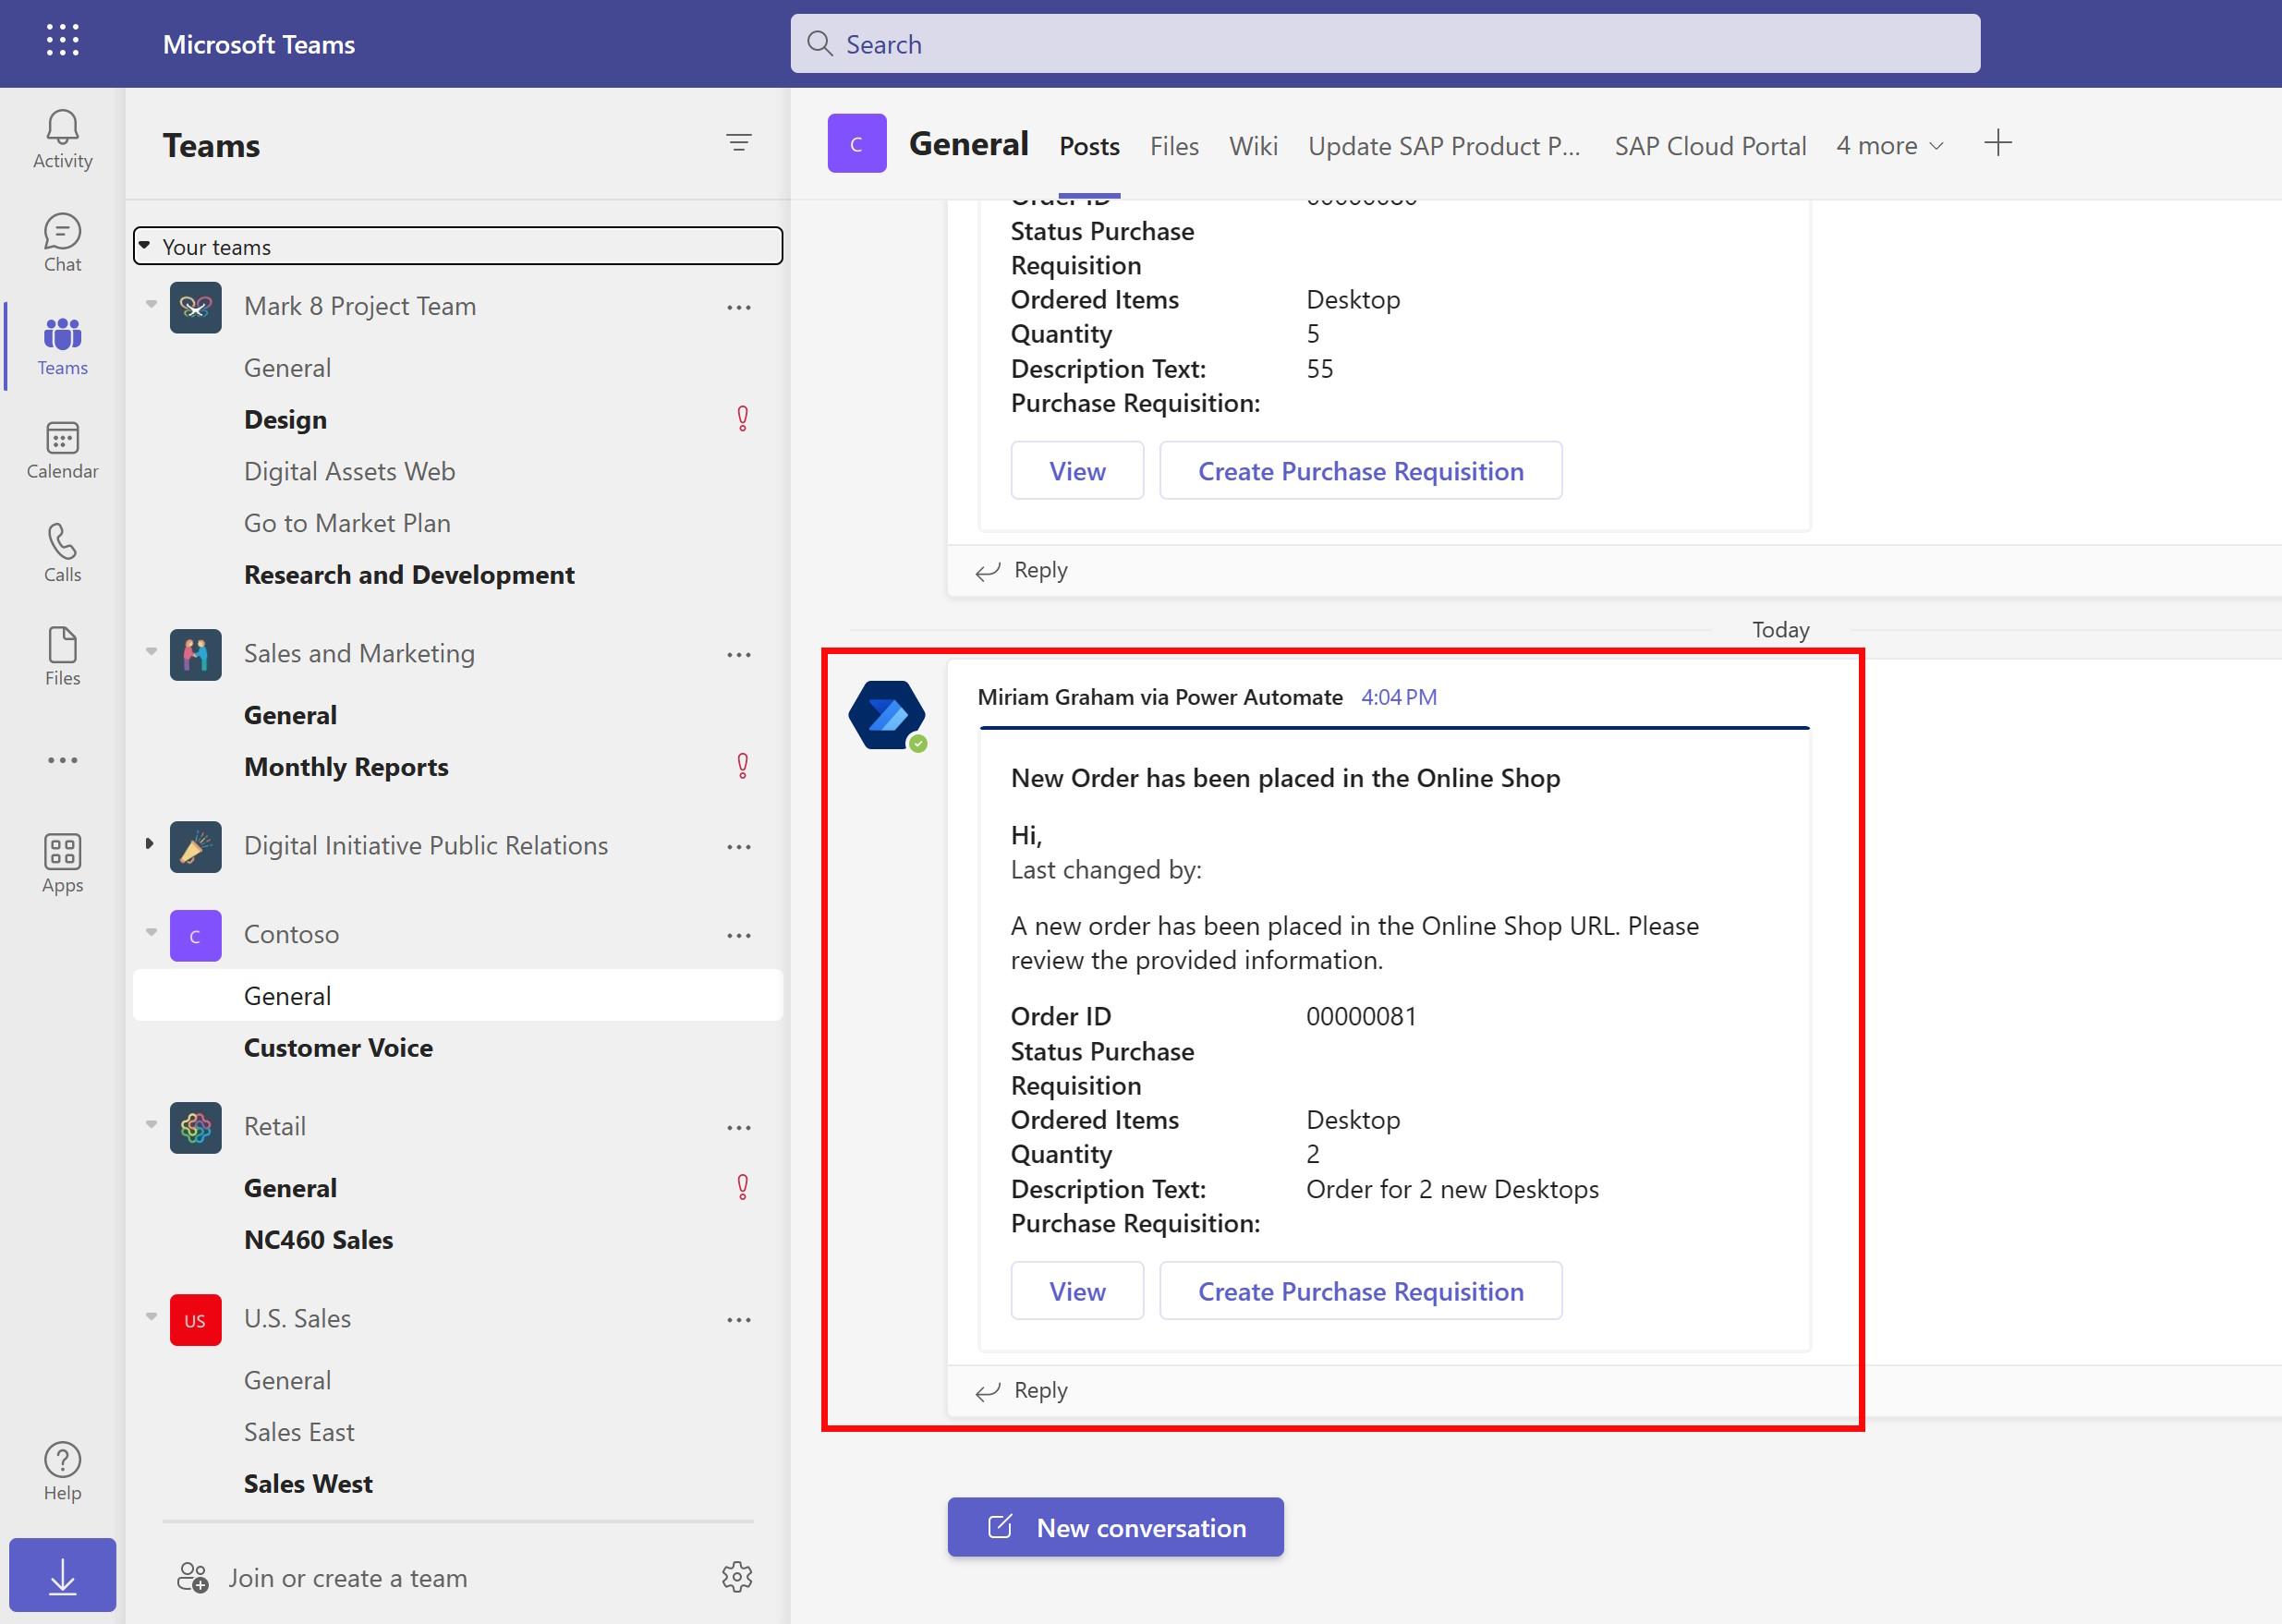 Microsoft Teams
Search
Activity
Chat
Teams
Calendar
Calls
Files
Apps
Help
Teams
Your teams
Mark 8 Project Team
General
Design
Digital Assets Web
Go to Market Plan
Research and Development
Sales and Marketing
General
Monthly Reports
Digital Initiative Public Relations
C
Contoso
General
Customer Voice
Retail
General
NC460 Sales
US
U.S. Sales
General
Sales East
Sales West
Join or create a team
C
General Posts Files Wiki Update SAP Product P... SAP Cloud Portal 4 more
Order ID 00000080
Status Purchase
Requisition
Ordered Items Desktop
Quantity 5
Description Text: 55
Purchase Requisition:
View Create Purchase Requisition
Reply
Today
Miriam Graham via Power Automate 4:04 PM
New Order has been placed in the Online Shop
Hi,
Last changed by:
A new order has been placed in the Online Shop URL. Please
review the provided information.
Order ID 00000081
Status Purchase
Requisition
Ordered Items Desktop
Quantity 2
Description Text: Order for 2 new Desktops
Purchase Requisition:
View Create Purchase Requisition
Reply
New conversation